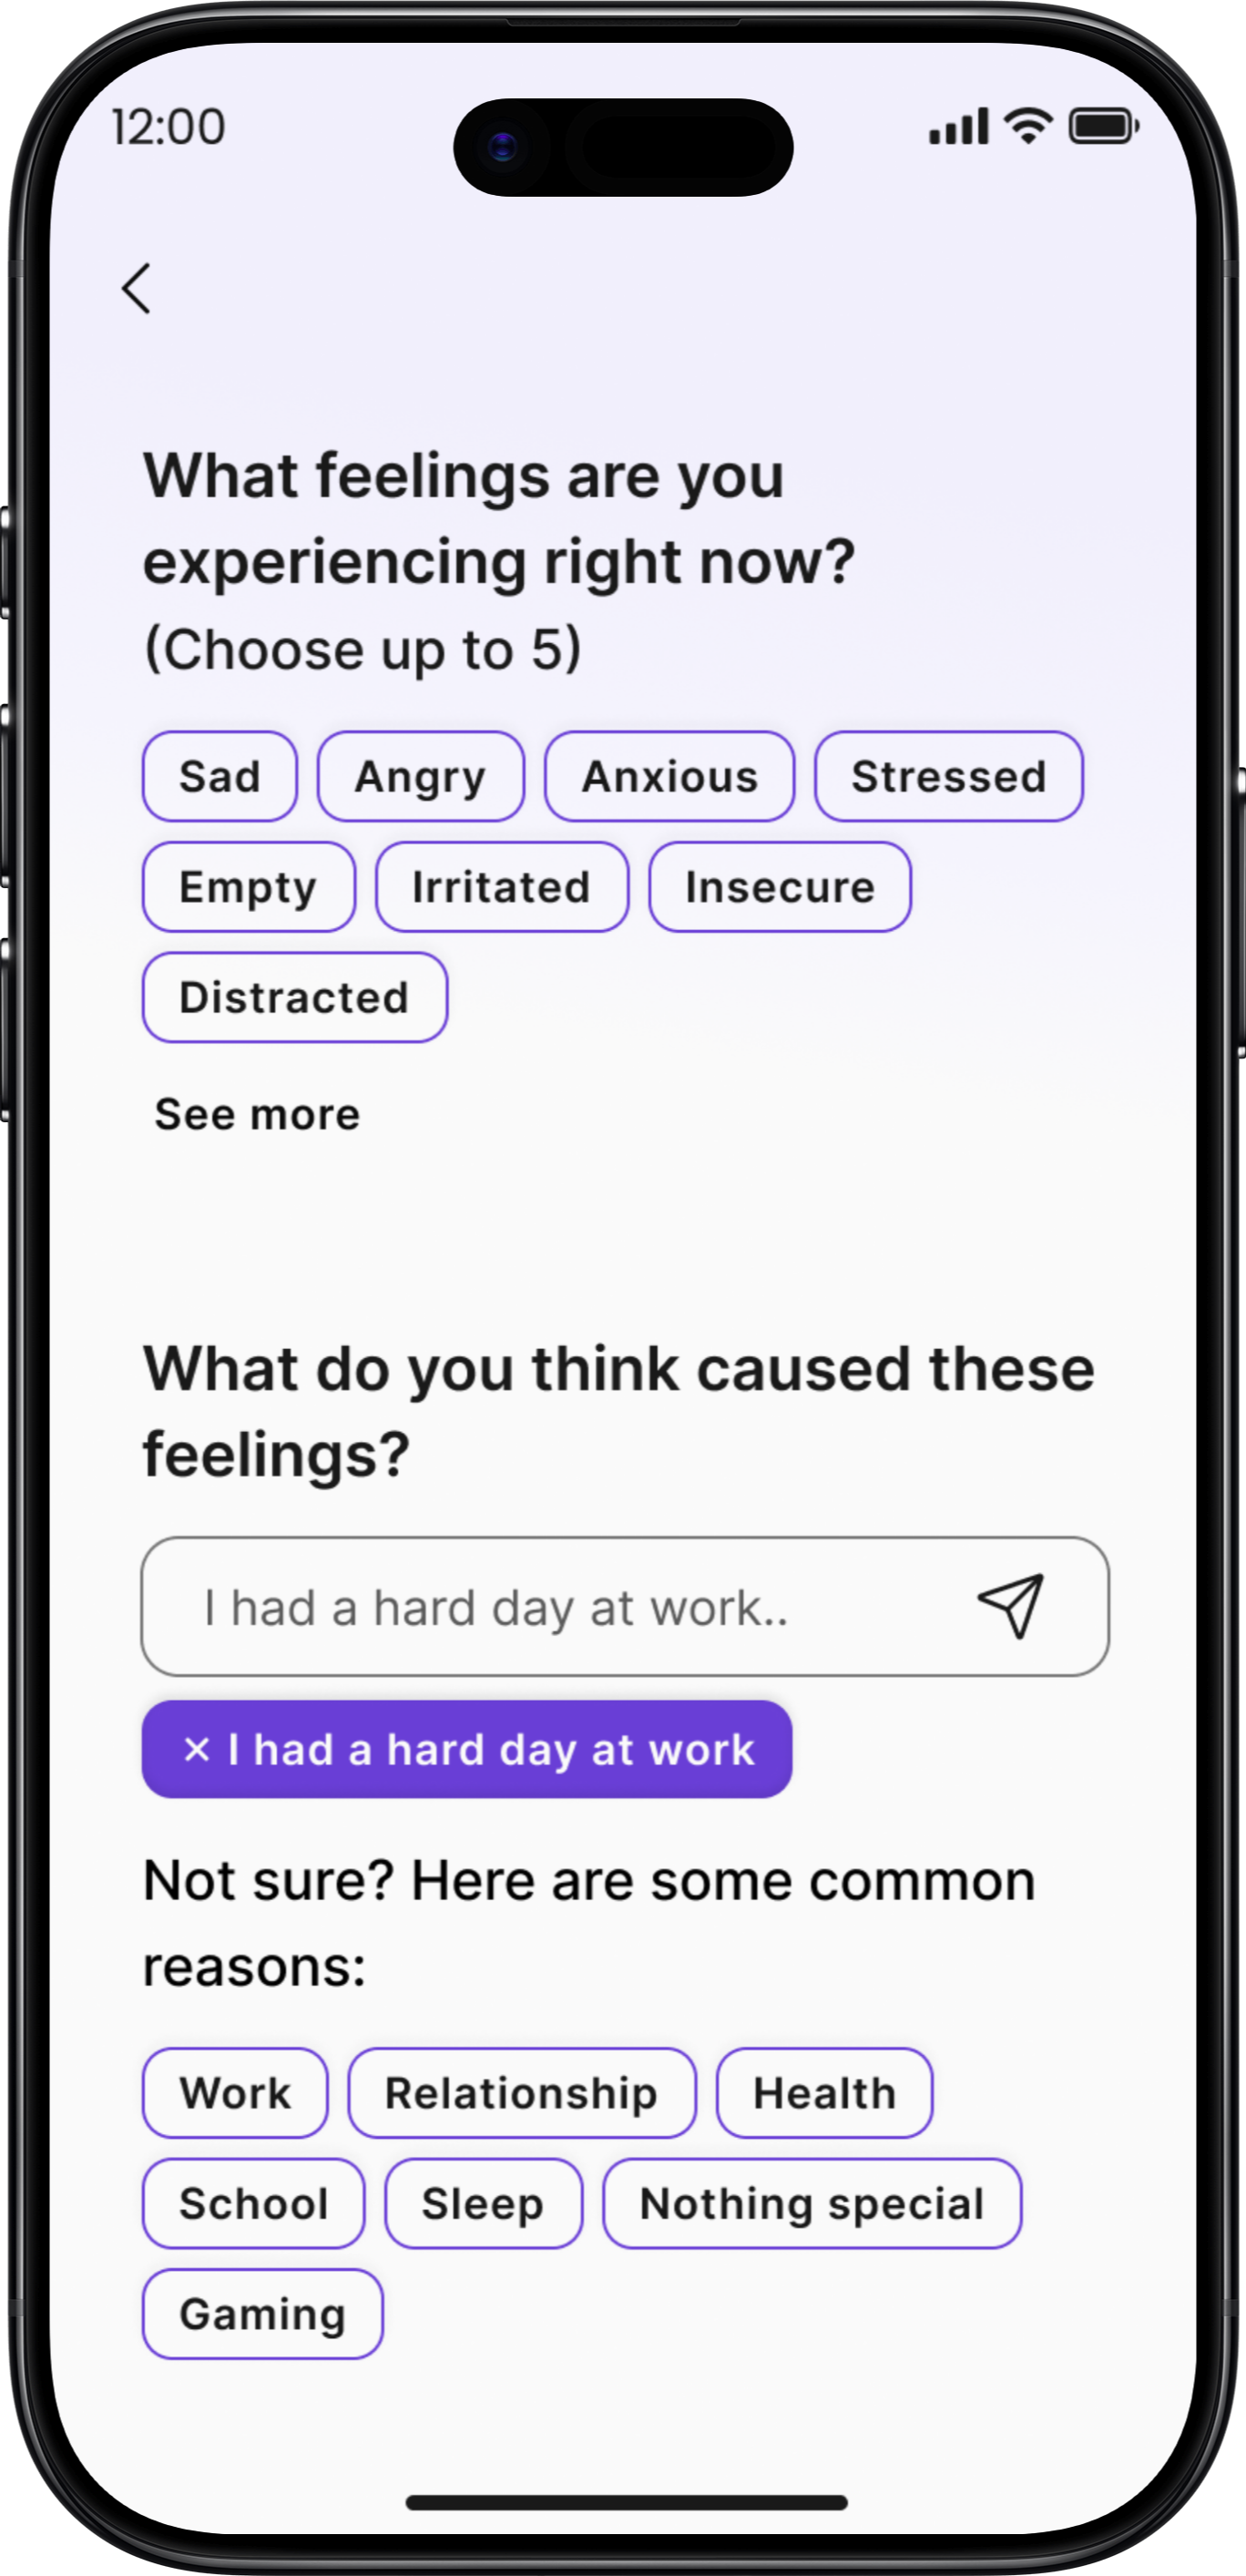 12:00
What feelings are you
experiencing right now?
(Choose up to 5)
Sad Angry Anxious Stressed
Empty Irritated Insecure
Distracted
See more
What do you think caused these
feelings?
I had a hard day at work..
× I had a hard day at work
Not sure? Here are some common
reasons:
Work Relationship Health
School Sleep Nothing special
Gaming